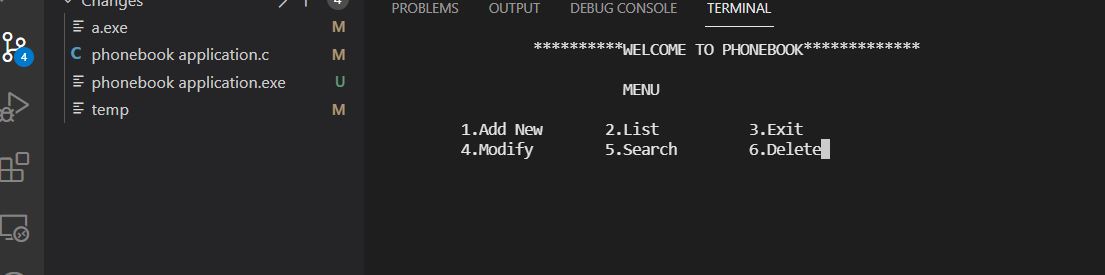 Changes 4
a.exe M
phonebook application.c M
phonebook application.exe U
temp M
4
PROBLEMS OUTPUT DEBUG CONSOLE TERMINAL
**********WELCOME TO PHONEBOOK*************
MENU
1.Add New 2.List 3.Exit
4.Modify 5.Search 6.Delete